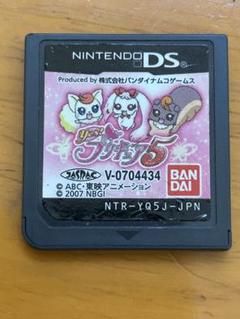 NINTENDO DS
Produced by 株式会社バンダイナムコゲームス
プリキュア5
V-0704434
© ABC・東映アニメーション
© 2007 NBGI
BAN
DAI
NTR-YQ5J-JPN